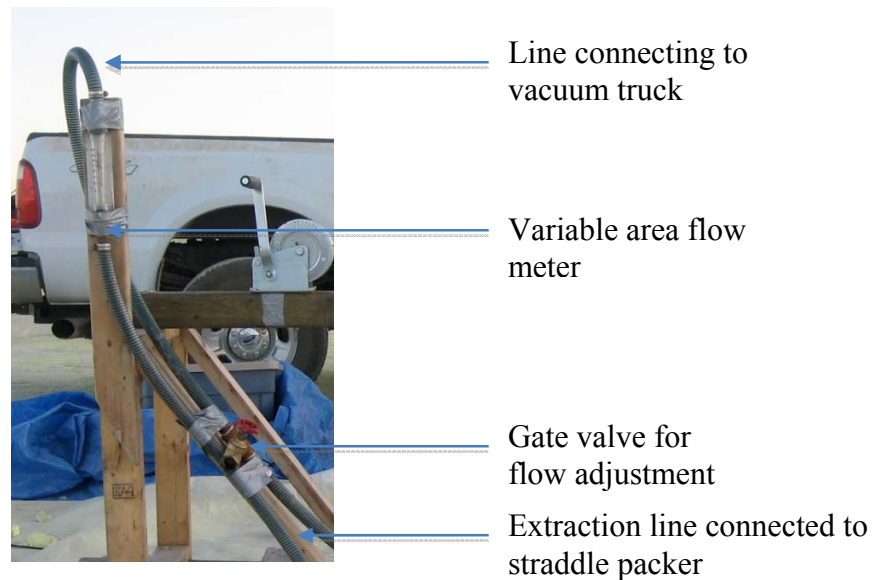 Line connecting to
vacuum truck
Variable area flow
meter
Gate valve for
flow adjustment
Extraction line connected to
straddle packer